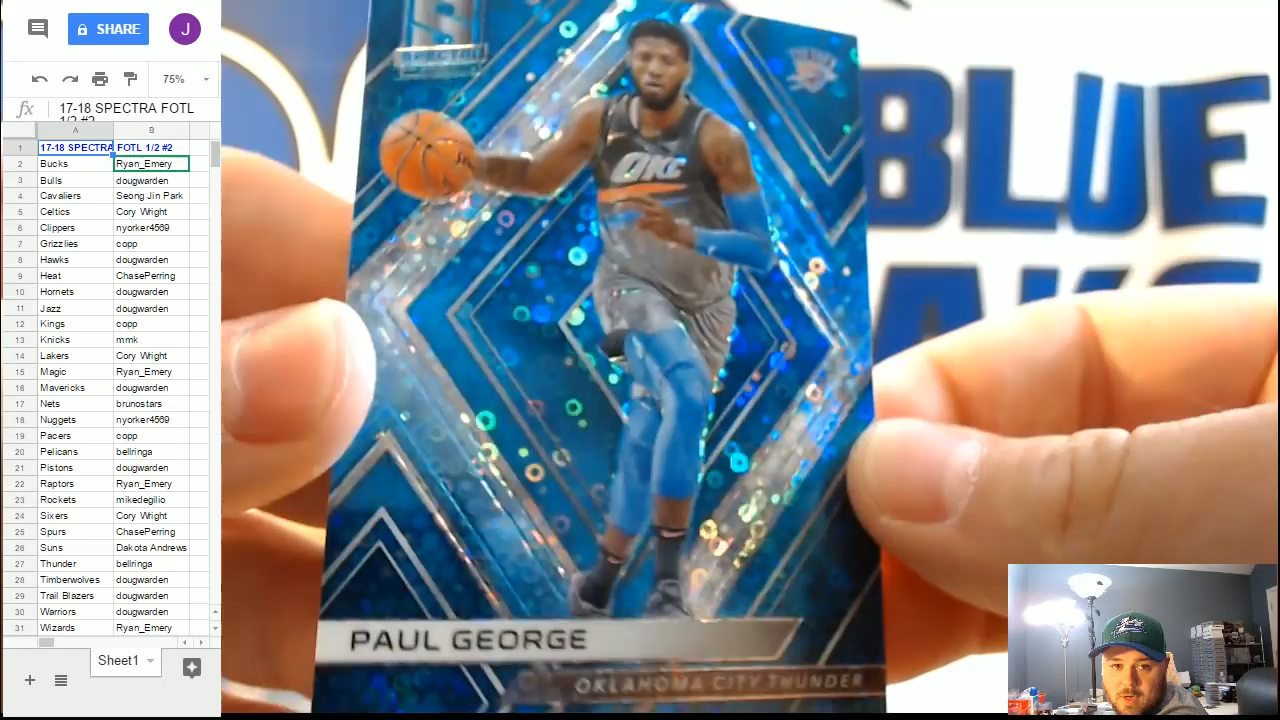 SHARE
J
75%
fx
17-18 SPECTRA FOTL
1/2 #2
A B
1 17-18 SPECTRA FOTL 1/2 #2
2 Bucks Ryan_Emery
3 Bulls dougwarden
4 Cavaliers Seong Jin Park
5 Celtics Cory Wright
6 Clippers nyorker4569
7 Grizzlies copp
8 Hawks dougwarden
9 Heat ChasePerring
10 Hornets dougwarden
11 Jazz dougwarden
12 Kings copp
13 Knicks mmk
14 Lakers Cory Wright
15 Magic Ryan_Emery
16 Mavericks dougwarden
17 Nets brunostars
18 Nuggets nyorker4569
19 Pacers copp
20 Pelicans bellringa
21 Pistons dougwarden
22 Raptors Ryan_Emery
23 Rockets mikedegilio
24 Sixers Cory Wright
25 Spurs ChasePerring
26 Suns Dakota Andrews
27 Thunder bellringa
28 Timberwolves dougwarden
29 Trail Blazers dougwarden
30 Warriors dougwarden
31 Wizards Ryan_Emery
Sheet1
SPECTRA
OKC
PAUL GEORGE
OKLAHOMA CITY THUNDER
BLUE